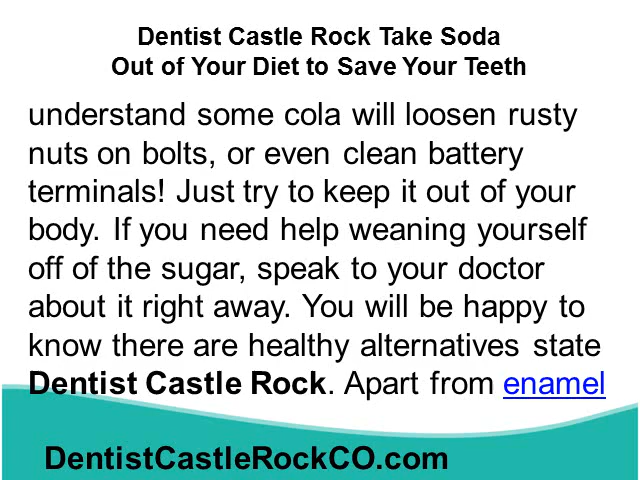 Dentist Castle Rock Take Soda
Out of Your Diet to Save Your Teeth
understand some cola will loosen rusty
nuts on bolts, or even clean battery
terminals! Just try to keep it out of your
body. If you need help weaning yourself
off of the sugar, speak to your doctor
about it right away. You will be happy to
know there are healthy alternatives state
Dentist Castle Rock. Apart from enamel
DentistCastleRockCO.com